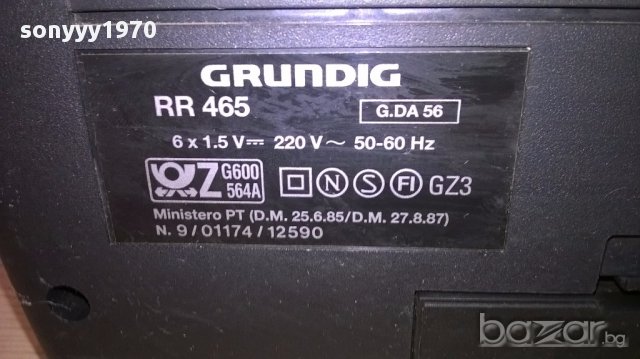 sonyyy1970
GRUNDIG
RR 465 G.DA 56
6 x 1.5 V⎓ 220 V ~ 50-60 Hz
Z G600 564A N S FI GZ3
Ministero PT (D.M. 25.6.85/D.M. 27.8.87)
N. 9/01174/12590
bazar.bg